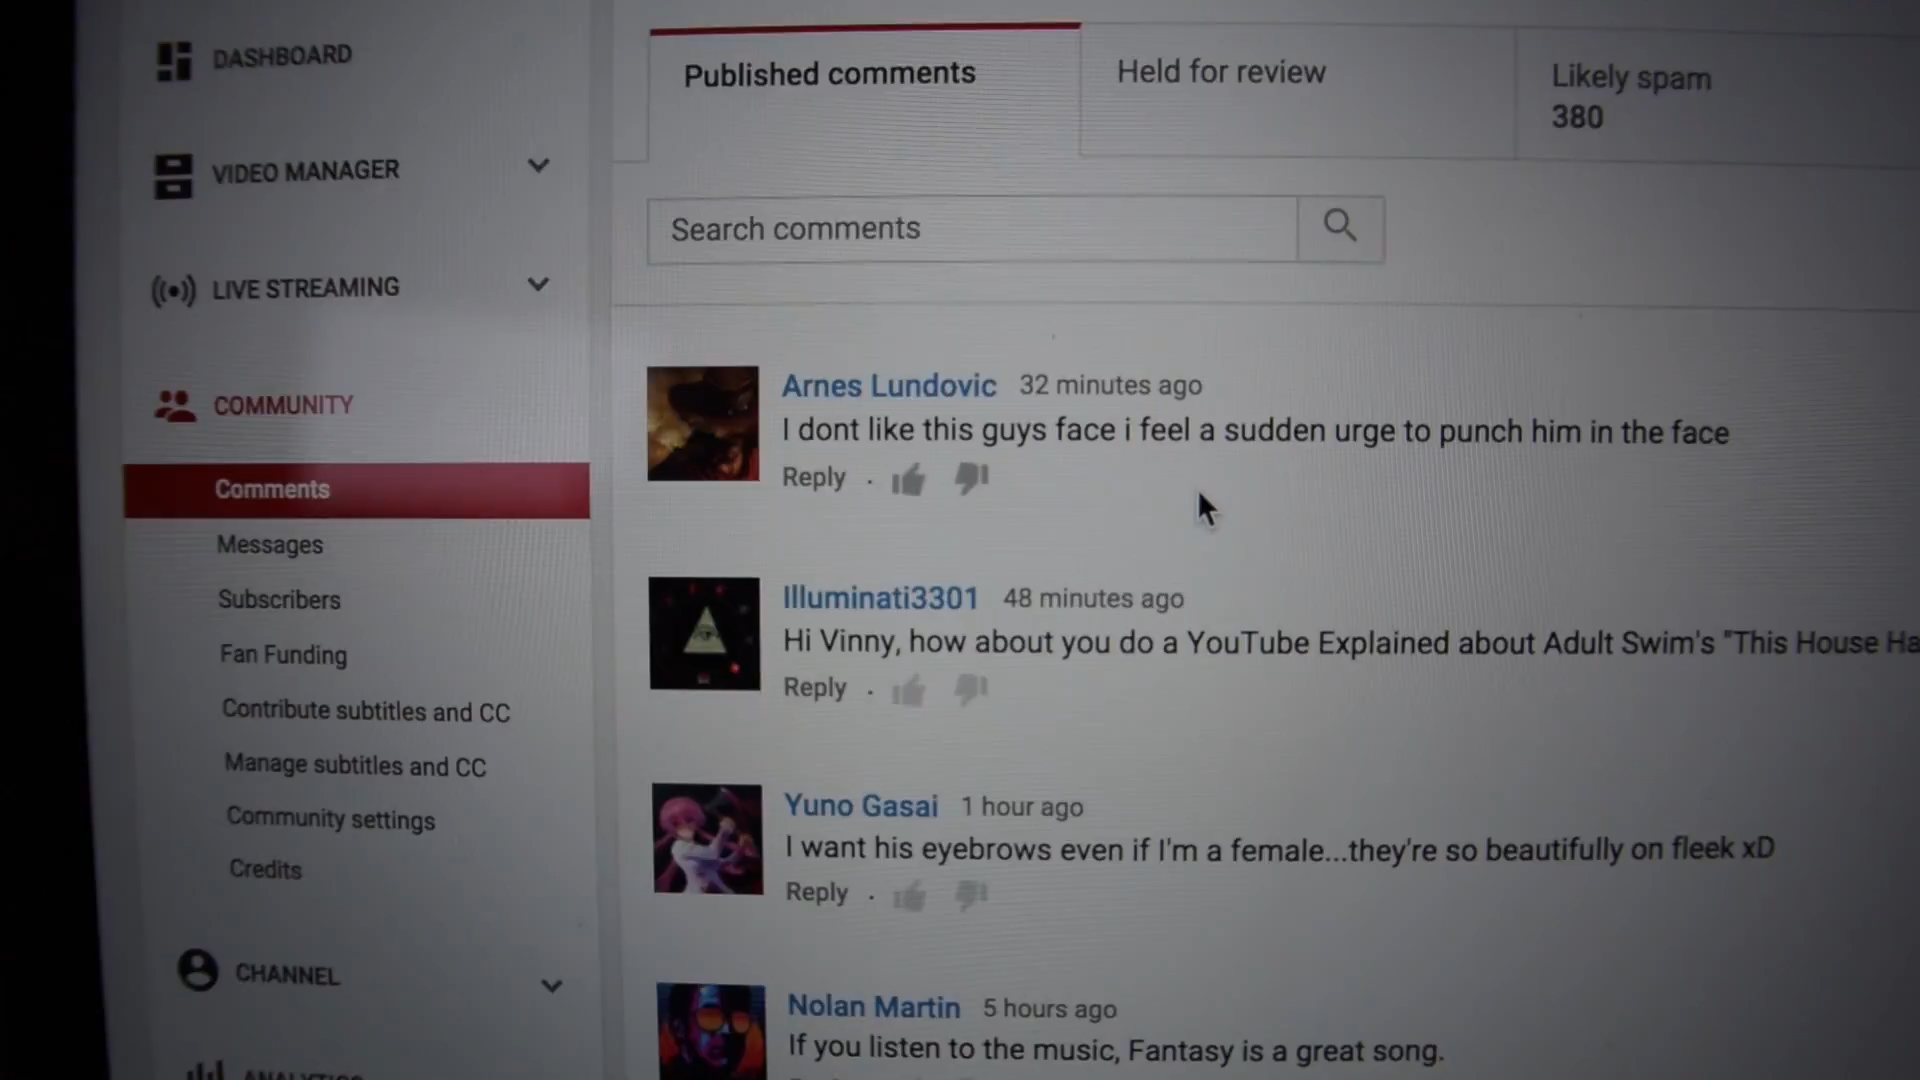 DASHBOARD
VIDEO MANAGER
LIVE STREAMING
COMMUNITY
Comments
Messages
Subscribers
Fan Funding
Contribute subtitles and CC
Manage subtitles and CC
Community settings
Credits
CHANNEL
ANALYTICS
Published comments
Held for review
Likely spam
380
Search comments
Arnes Lundovic 32 minutes ago
I dont like this guys face i feel a sudden urge to punch him in the face
Reply
Illuminati3301 48 minutes ago
Hi Vinny, how about you do a YouTube Explained about Adult Swim's "This House Ha
Reply
Yuno Gasai 1 hour ago
I want his eyebrows even if I'm a female...they're so beautifully on fleek xD
Reply
Nolan Martin 5 hours ago
If you listen to the music, Fantasy is a great song.